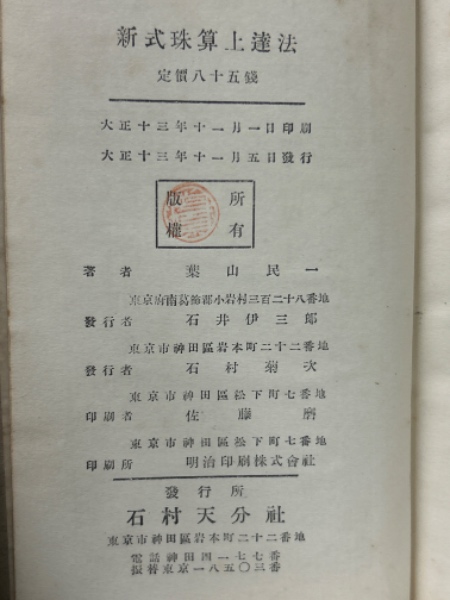 新式珠算上達法
定價八十五錢
大正十三年十一月一日印刷
大正十三年十一月五日發行
版權 所有
著者 葉山民一
東京府南葛飾郡小岩村三百二十八番地
發行者 石井伊三郎
東京市神田區岩本町二十二番地
發行者 石村菊次
東京市神田區松下町七番地
印刷者 佐藤磨
東京市神田區松下町七番地
印刷所 明治印刷株式會社
發行所
石村天分社
東京市神田區岩本町二十二番地
電話神田四一七七番
振替東京一八五〇三番